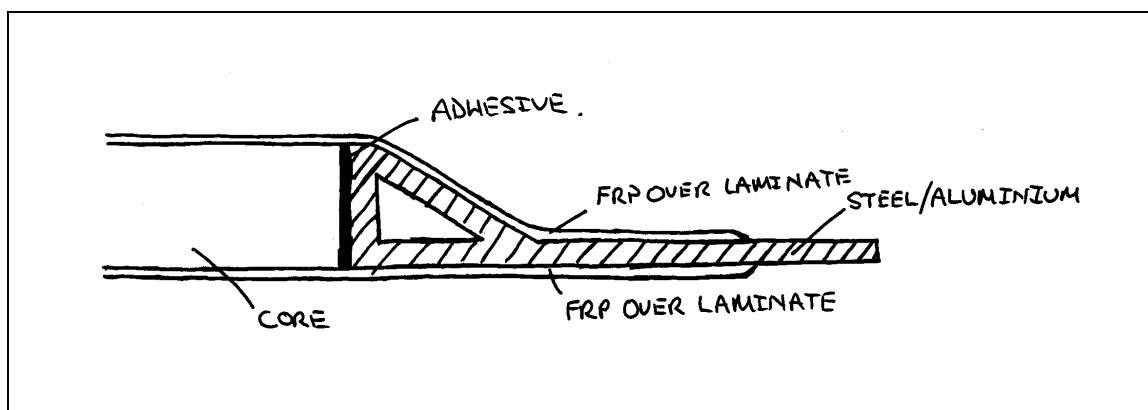 ADHESIVE.
FRP OVER LAMINATE
STEEL/ALUMINIUM
FRP OVER LAMINATE
CORE